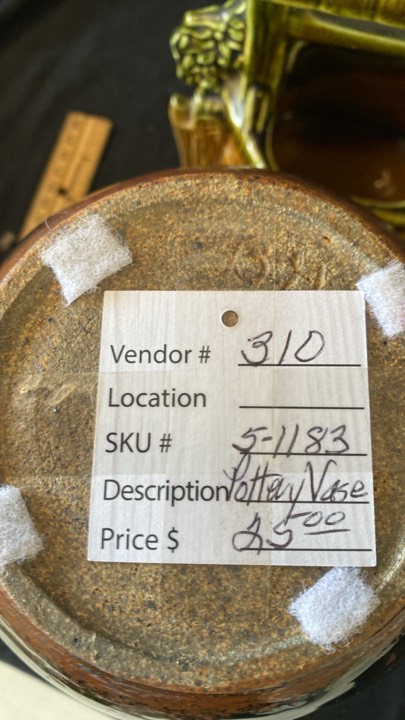 Vendor # 310
Location
SKU # 5-1183
Description Pottery Vase
Price $ 25.00